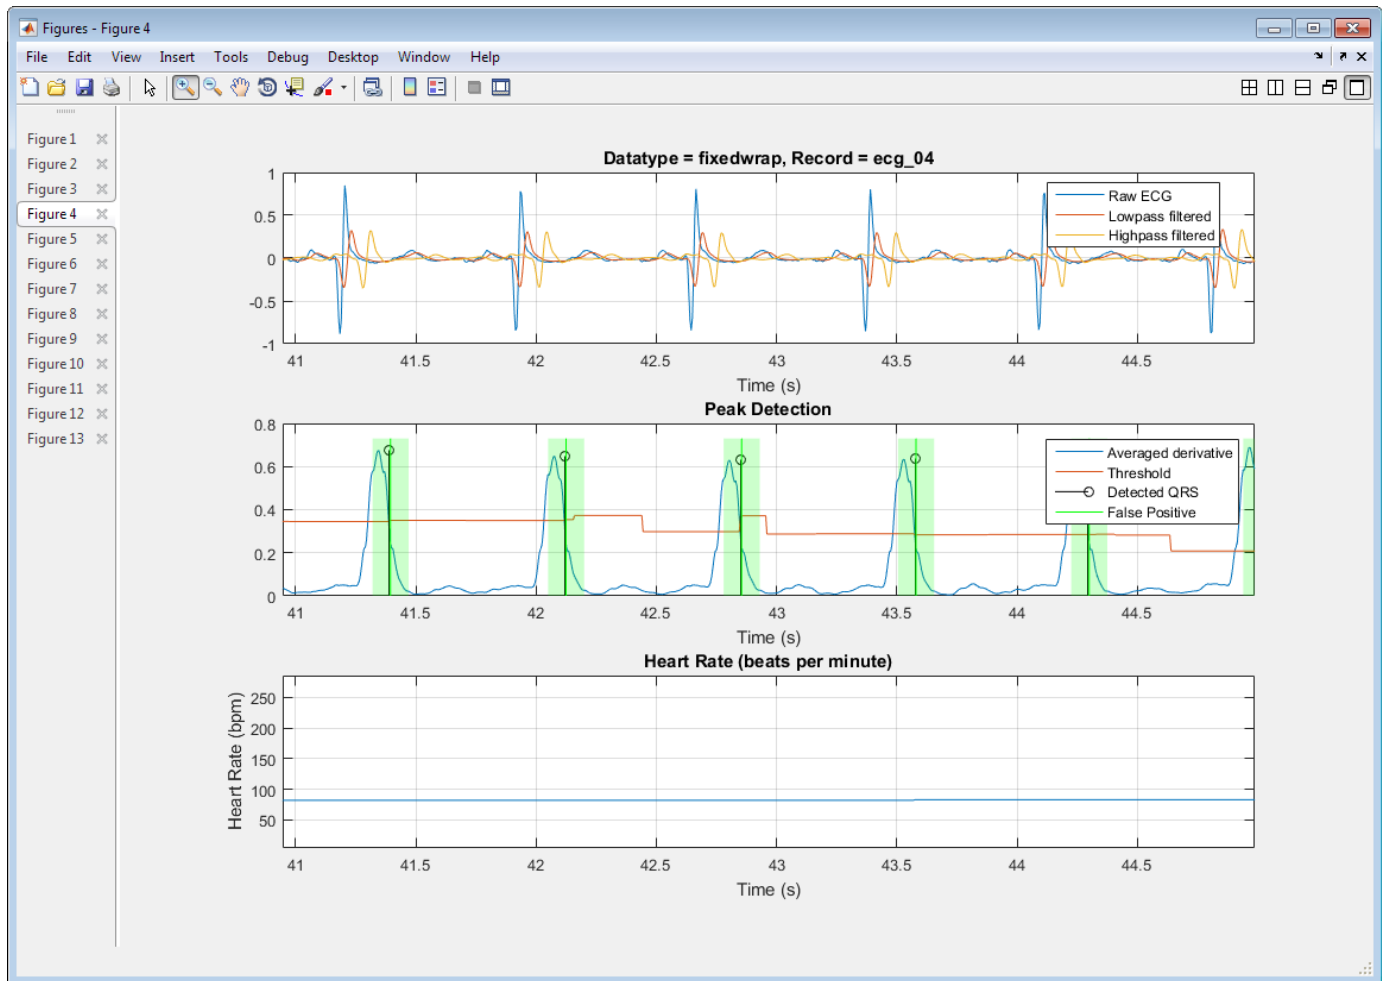 Figures - Figure 4
File Edit View Insert Tools Debug Desktop Window Help
Figure 1
Figure 2
Figure 3
Figure 4
Figure 5
Figure 6
Figure 7
Figure 8
Figure 9
Figure 10
Figure 11
Figure 12
Figure 13
Datatype = fixedwrap, Record = ecg_04
1
0.5
0
-0.5
-1
Raw ECG
Lowpass filtered
Highpass filtered
41 41.5 42 42.5 43 43.5 44 44.5
Time (s)
Peak Detection
0.8
0.6
0.4
0.2
0
Averaged derivative
Threshold
Detected QRS
False Positive
41 41.5 42 42.5 43 43.5 44 44.5
Time (s)
Heart Rate (beats per minute)
Heart Rate (bpm)
250
200
150
100
50
41 41.5 42 42.5 43 43.5 44 44.5
Time (s)